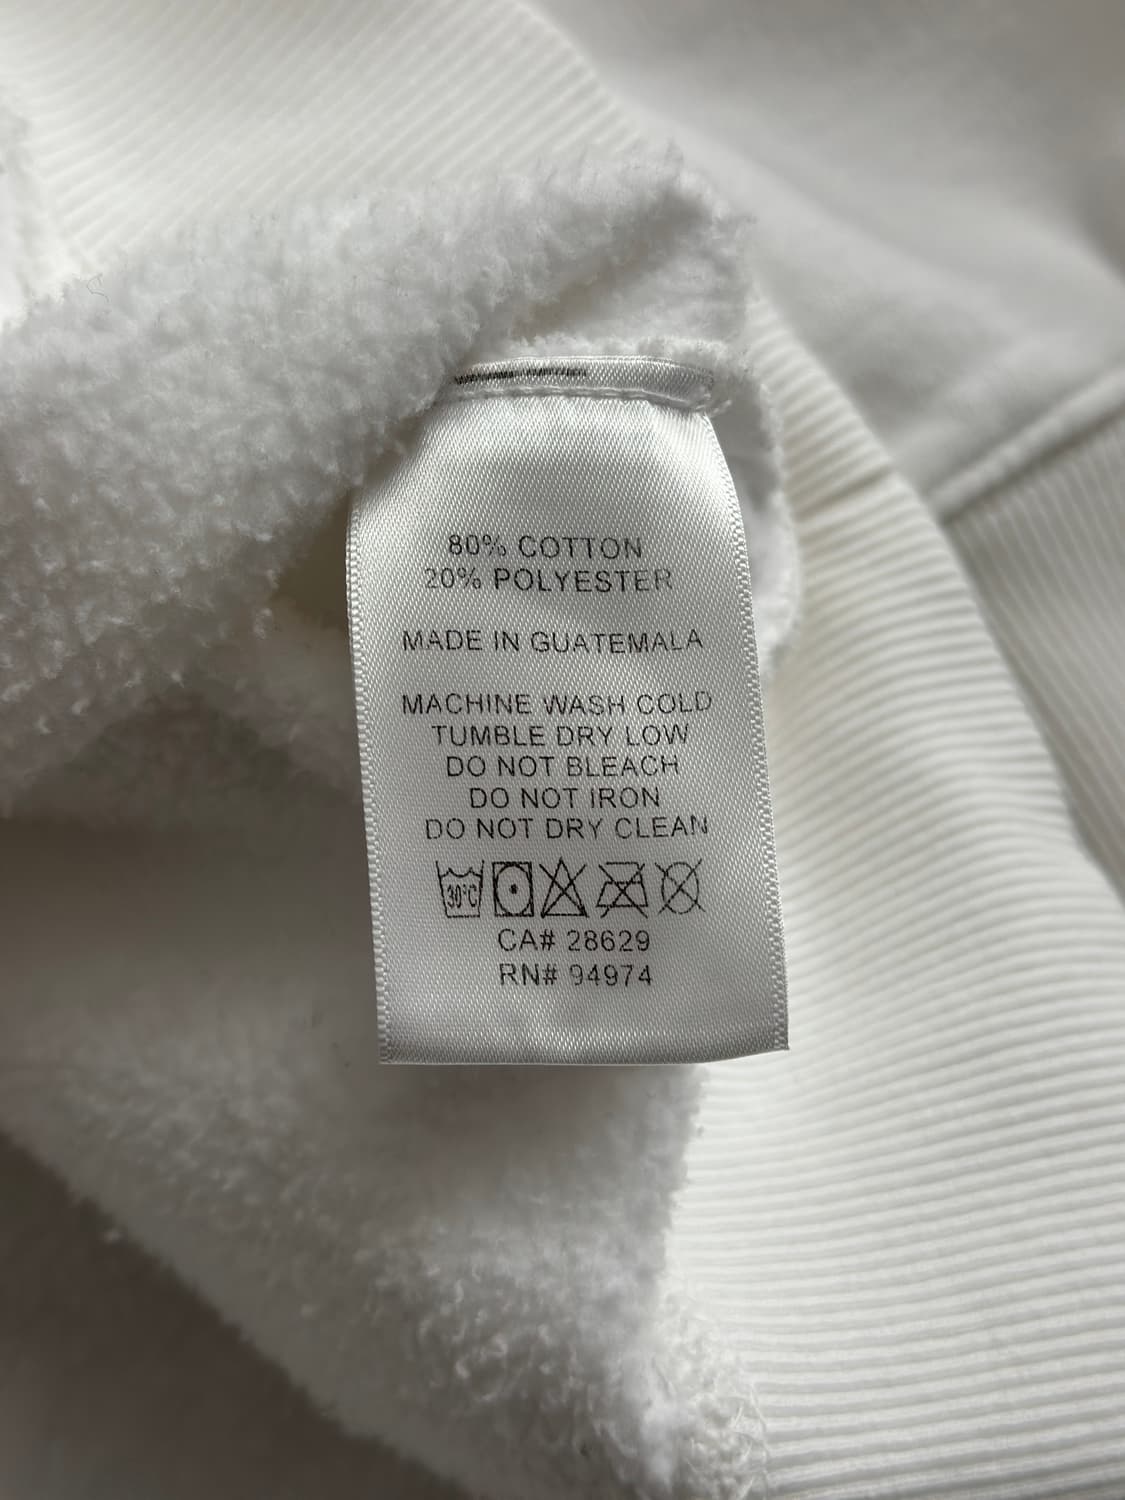 80% COTTON
20% POLYESTER
MADE IN GUATEMALA
MACHINE WASH COLD
TUMBLE DRY LOW
DO NOT BLEACH
DO NOT IRON
DO NOT DRY CLEAN
30°C
CA# 28629
RN# 94974